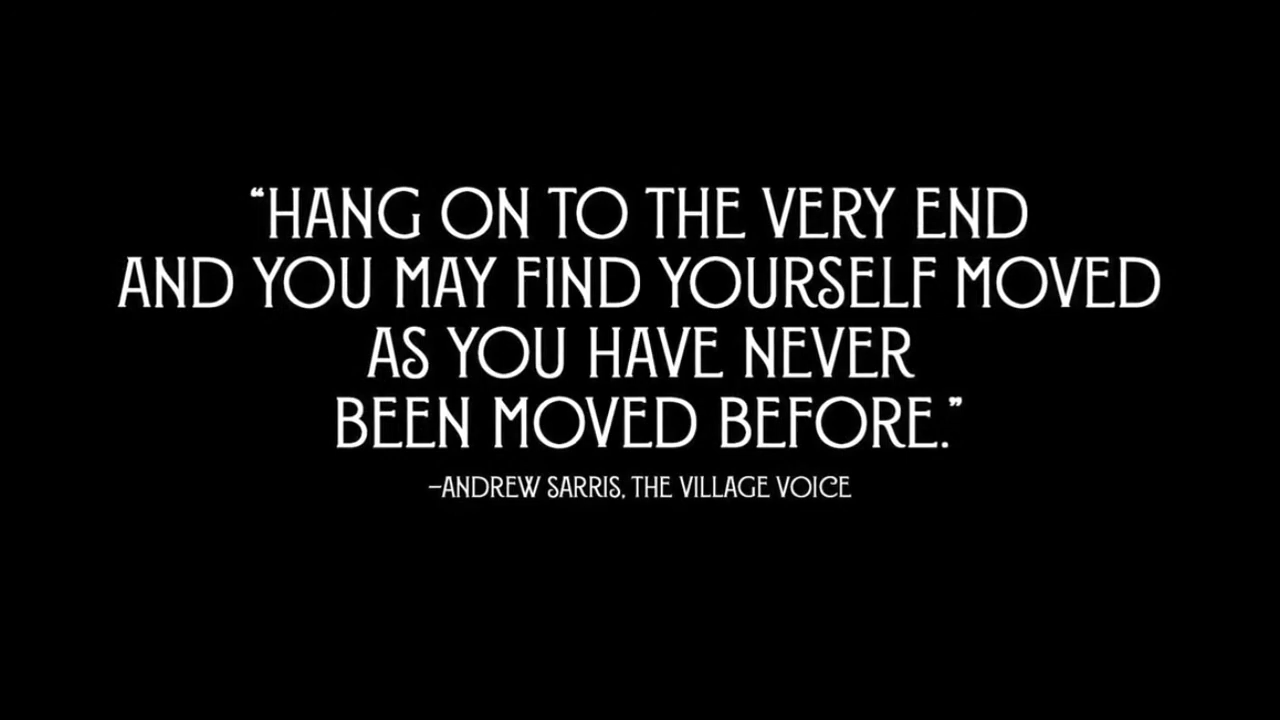 “HANG ON TO THE VERY END
AND YOU MAY FIND YOURSELF MOVED
AS YOU HAVE NEVER
BEEN MOVED BEFORE.”
–ANDREW SARRIS, THE VILLAGE VOICE